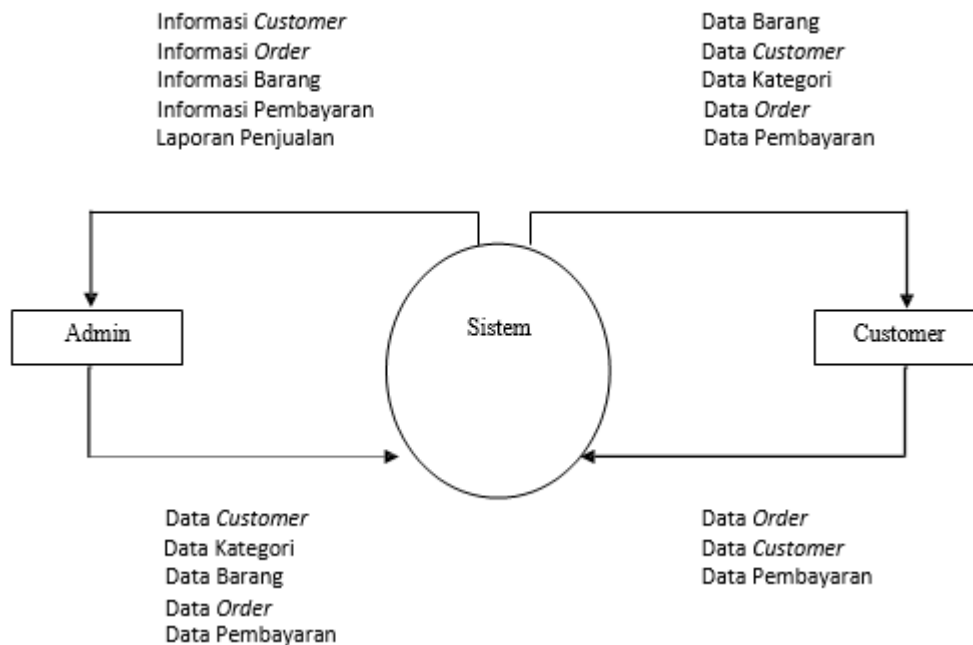 Informasi Customer
Informasi Order
Informasi Barang
Informasi Pembayaran
Laporan Penjualan
Data Barang
Data Customer
Data Kategori
Data Order
Data Pembayaran
Admin
Sistem
Customer
Data Customer
Data Kategori
Data Barang
Data Order
Data Pembayaran
Data Order
Data Customer
Data Pembayaran